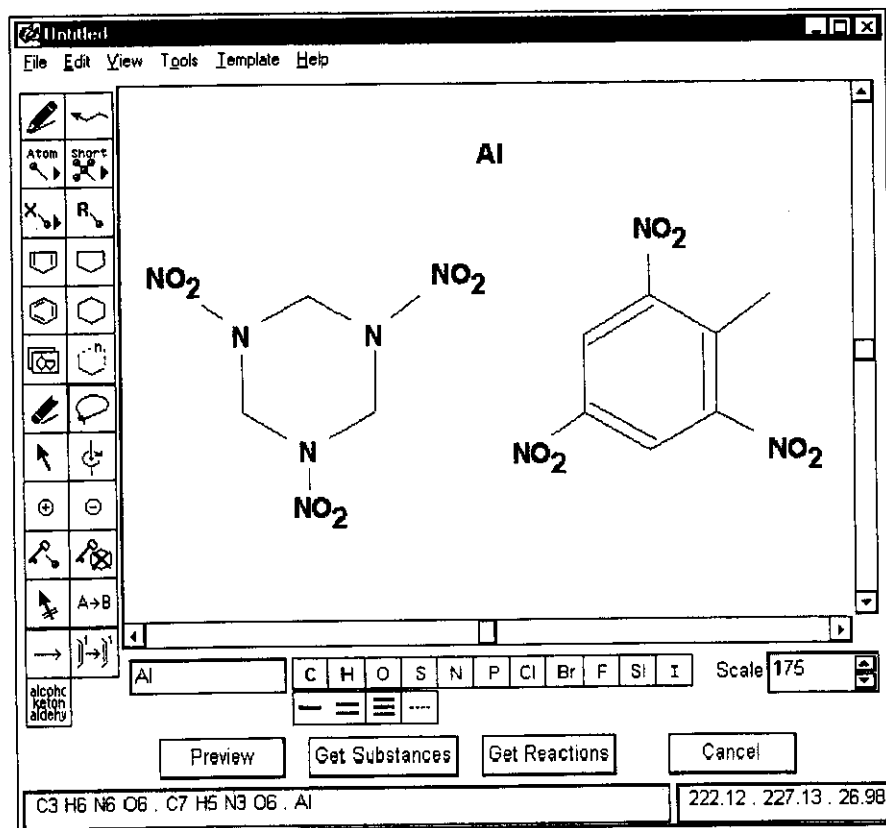 Untitled
File Edit View Tools Template Help
Atom Short
X R
n
A→B
alcohc
keton
aldehy
Al
NO2 NO2 NO2
N N
N
NO2 NO2 NO2
Al C H O S N P Cl Br F Si I Scale 175
Preview Get Substances Get Reactions Cancel
C3 H6 N6 O6 . C7 H5 N3 O6 . Al 222.12 . 227.13 . 26.98